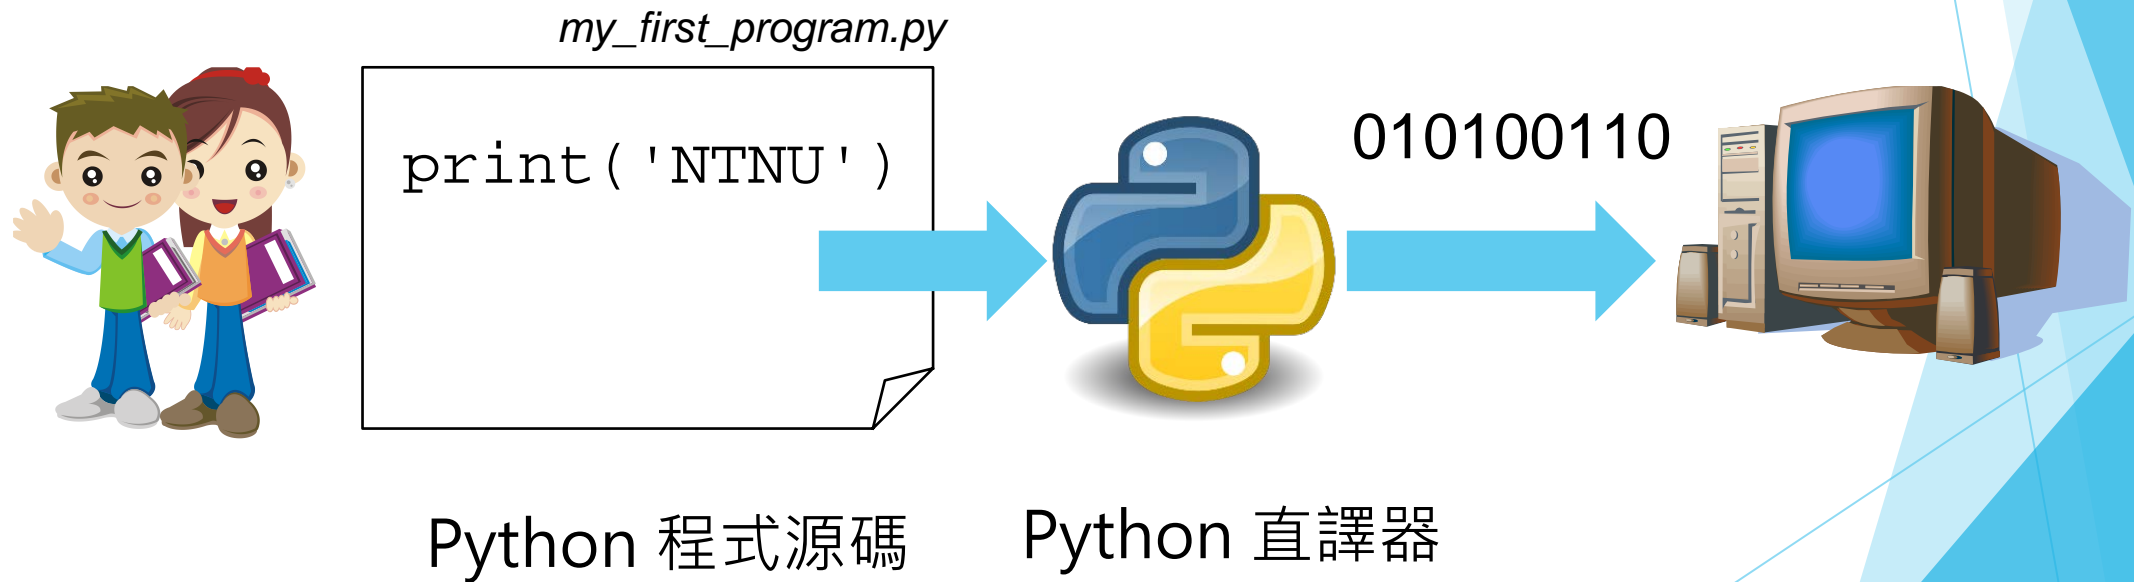 my_first_program.py
print('NTNU')
010100110
Python 程式源碼
Python 直譯器